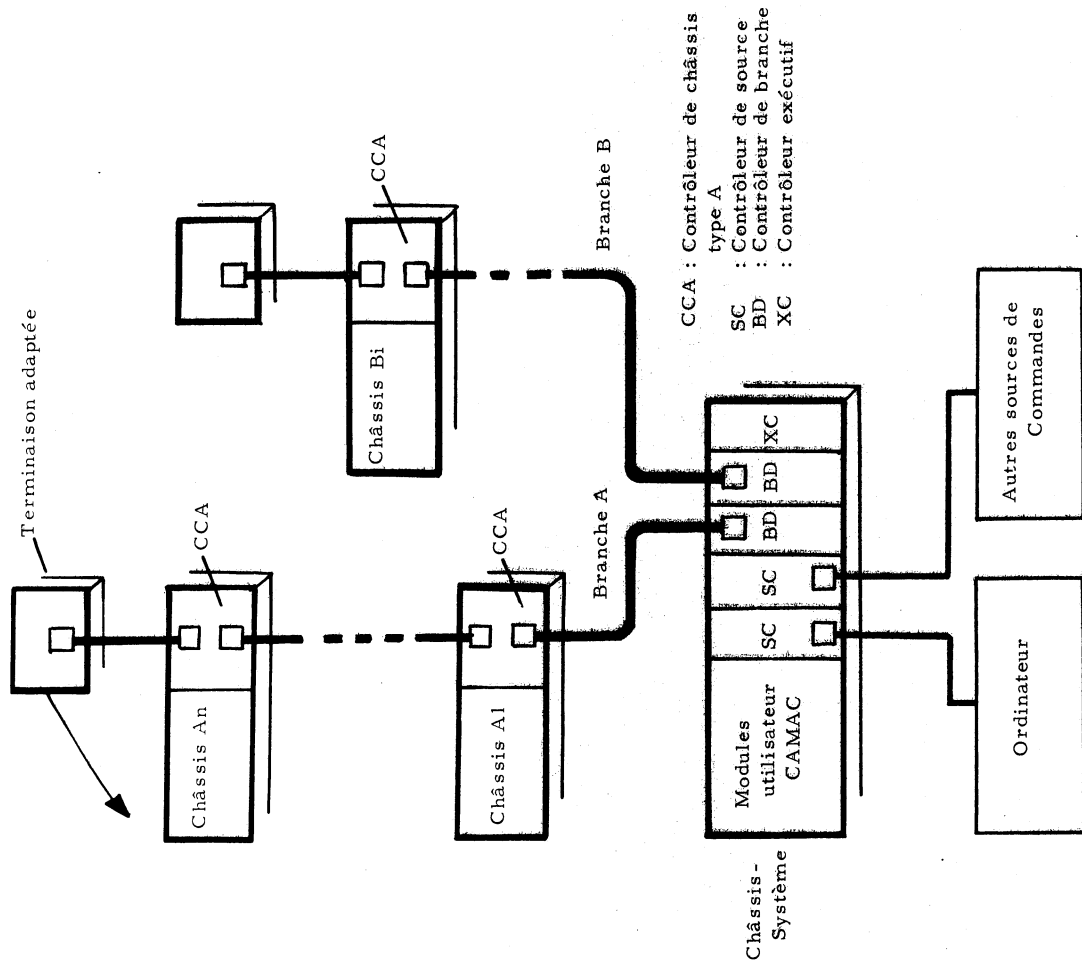 Terminaison adaptée
CCA
Châssis An
CCA
Châssis Bi
CCA
Châssis A1
Branche A
Branche B
CCA : Contrôleur de châssis
type A
SC : Contrôleur de source
BD : Contrôleur de branche
XC : Contrôleur exécutif
Châssis-
Système
Modules
utilisateur
CAMAC
SC
SC
BD
BD
XC
Ordinateur
Autres sources de
Commandes